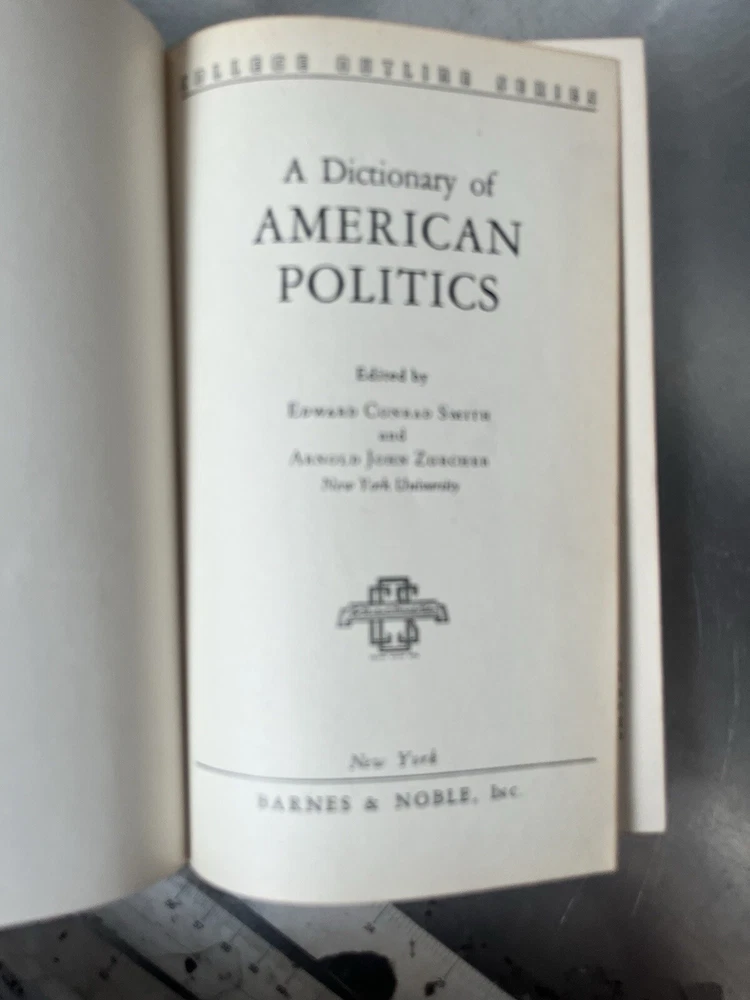 COLLEGE OUTLINE SERIES
A Dictionary of
AMERICAN
POLITICS
Edited by
EDWARD CONRAD SMITH
and
ARNOLD JOHN ZURCHER
New York University
New York
BARNES & NOBLE, INC.